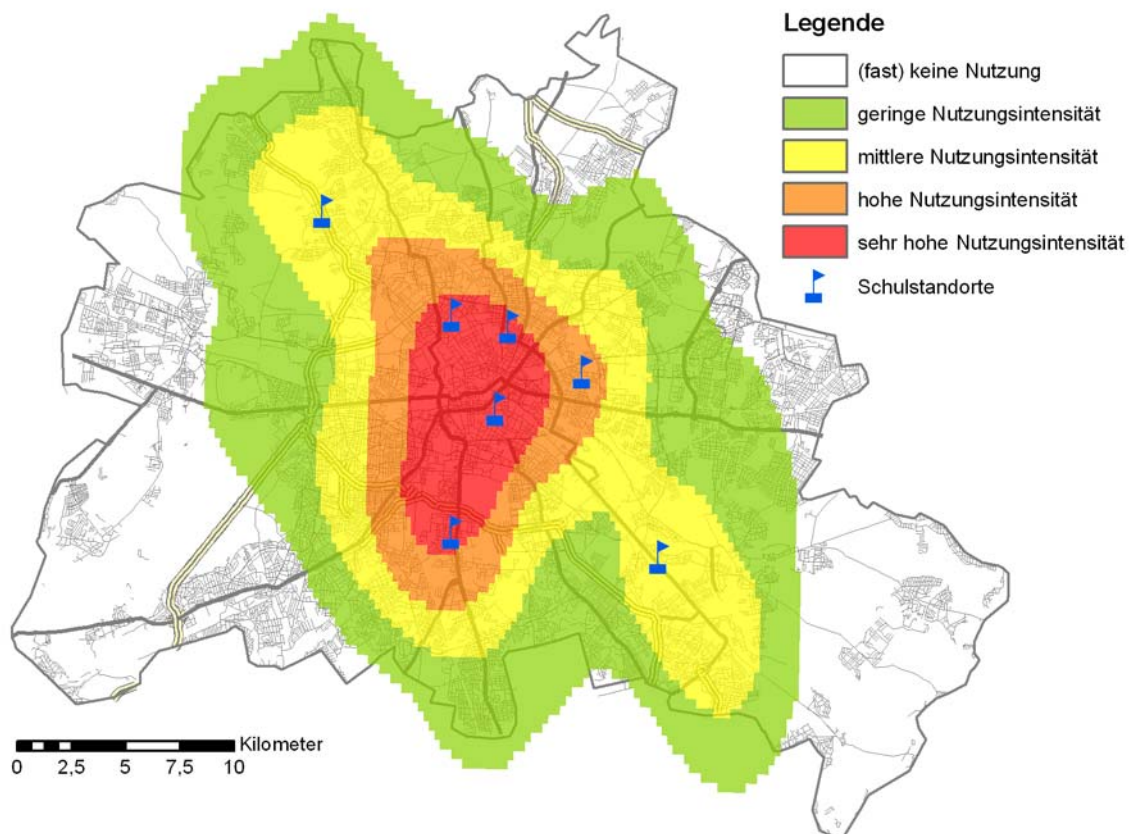 Legende
(fast) keine Nutzung
geringe Nutzungsintensität
mittlere Nutzungsintensität
hohe Nutzungsintensität
sehr hohe Nutzungsintensität
Schulstandorte
Kilometer
0 2,5 5 7,5 10